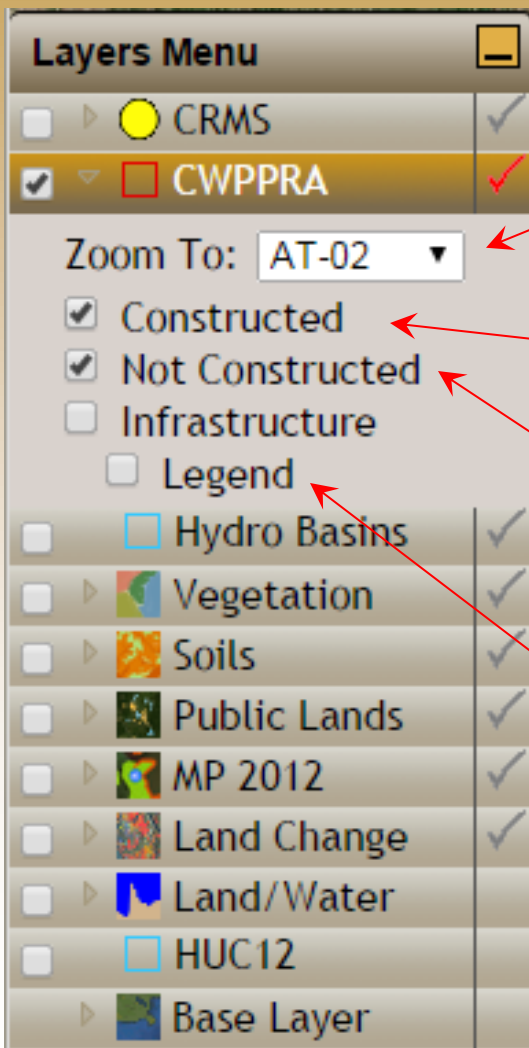 Layers Menu
CRMS
CWPPRA
Zoom To: AT-02
Constructed
Not Constructed
Infrastructure
Legend
Hydro Basins
Vegetation
Soils
Public Lands
MP 2012
Land Change
Land/Water
HUC12
Base Layer